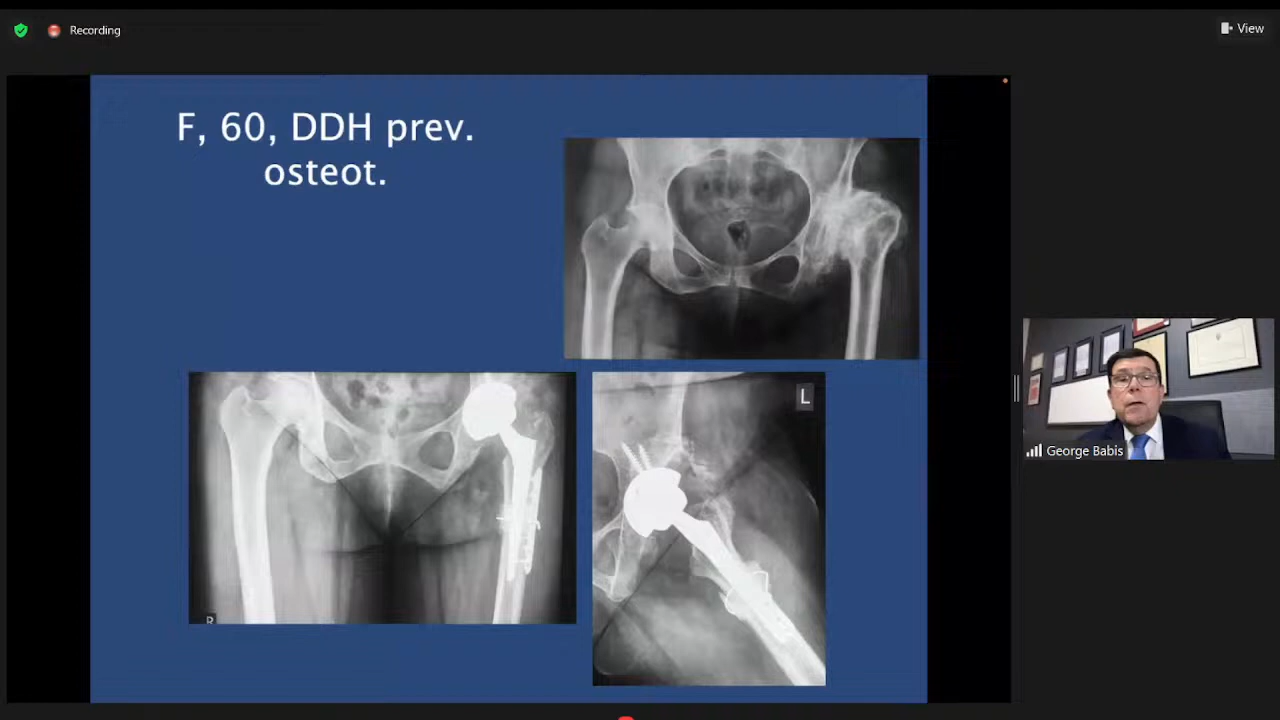 Recording
View
F, 60, DDH prev.
osteot.
L
R
George Babis